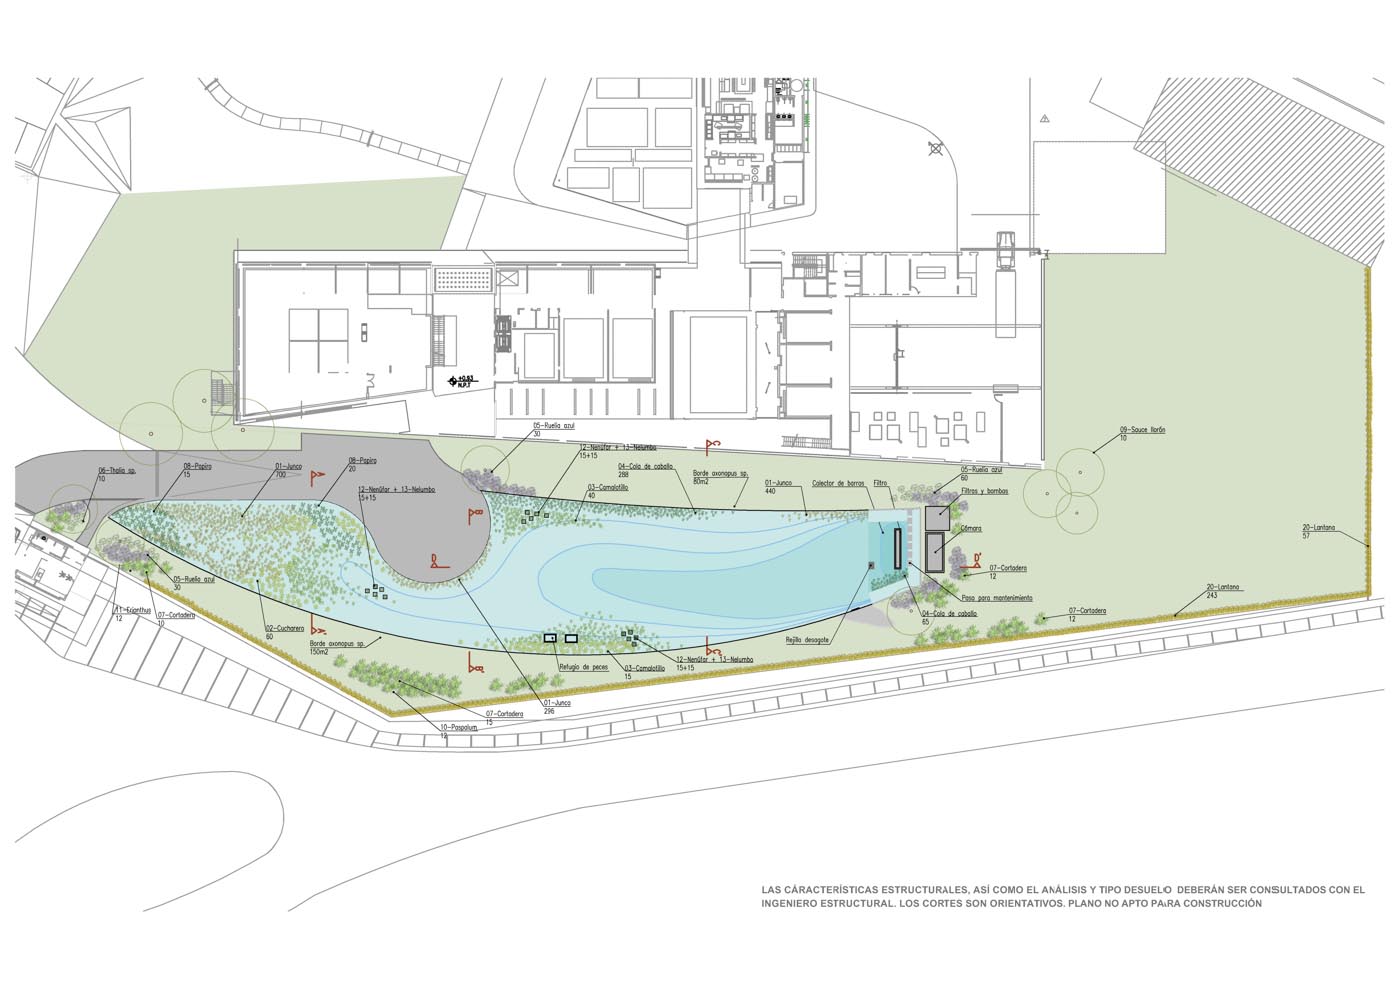 +0.93
N.P.T
05-Ruelia azul
30
12-Nenúfar + 13-Nelumbo
15+15
09-Sauce llorón
10
06-Thalia sp.
10
08-Papiro
15
01-Junco
700
08-Papiro
20
04-Cola de caballo
288
Borde axonopus sp.
80m2
05-Ruelia azul
60
12-Nenúfar + 13-Nelumbo
15+15
03-Camalotillo
40
01-Junco
440
Colector de barros
Filtro
Filtros y bombas
B
Cámara
20-Lantana
57
D
D'
05-Ruelia azul
30
07-Cortadera
12
11-Erianthus
12
07-Cortadera
10
20-Lantana
243
Paso para mantenimiento
02-Cucharero
60
04-Cola de caballo
65
07-Cortadera
12
Borde axonopus sp.
150m2
Rejilla desagote
Refugio de peces
12-Nenúfar + 13-Nelumbo
15+15
03-Camalotillo
15
01-Junco
296
07-Cortadera
15
10-Paspalum
12
LAS CÁRACTERÍSTICAS ESTRUCTURALES, ASÍ COMO EL ANÁLISIS Y TIPO DESUELO DEBERÁN SER CONSULTADOS CON EL
INGENIERO ESTRUCTURAL. LOS CORTES SON ORIENTATIVOS. PLANO NO APTO PARA CONSTRUCCIÓN